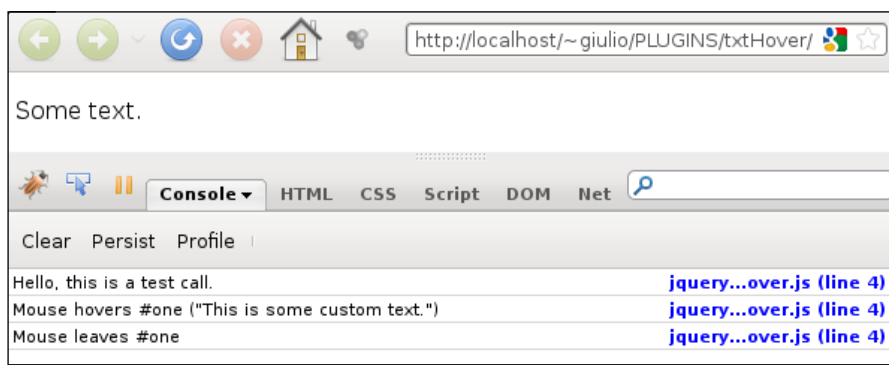 http://localhost/~giulio/PLUGINS/txtHover/
Some text.
Console HTML CSS Script DOM Net
Clear Persist Profile
Hello, this is a test call. jquery...over.js (line 4)
Mouse hovers #one ("This is some custom text.") jquery...over.js (line 4)
Mouse leaves #one jquery...over.js (line 4)